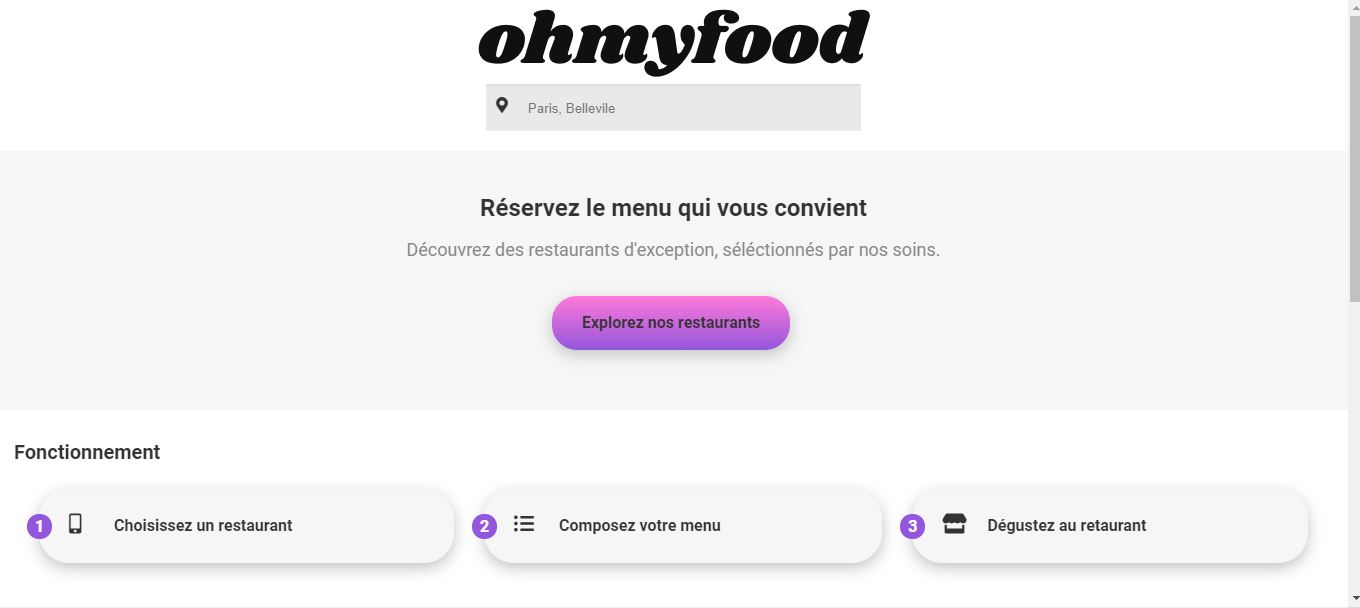 ohmyfood
Paris, Bellevile
Réservez le menu qui vous convient
Découvrez des restaurants d'exception, séléctionnés par nos soins.
Explorez nos restaurants
Fonctionnement
1 Choisissez un restaurant
2 Composez votre menu
3 Dégustez au retaurant